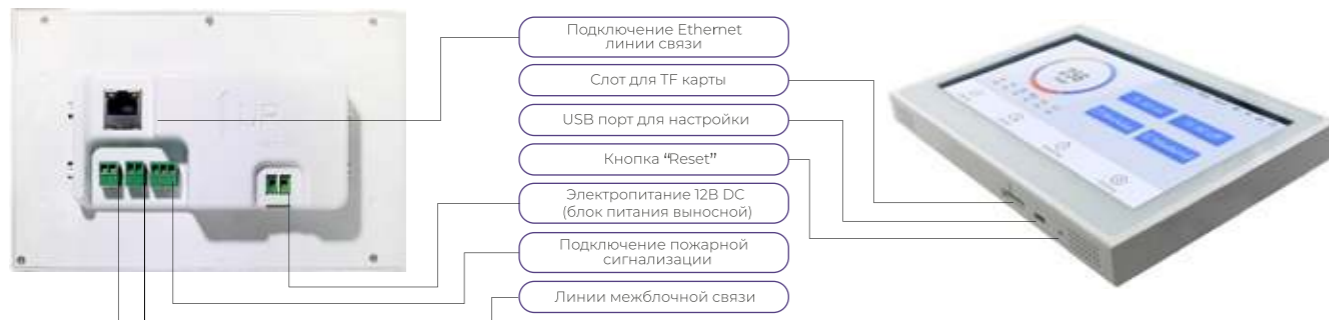 Подключение Ethernet
линии связи
Слот для TF карты
USB порт для настройки
Кнопка “Reset”
Электропитание 12В DC
(блок питания выносной)
Подключение пожарной
сигнализации
Линии межблочной связи